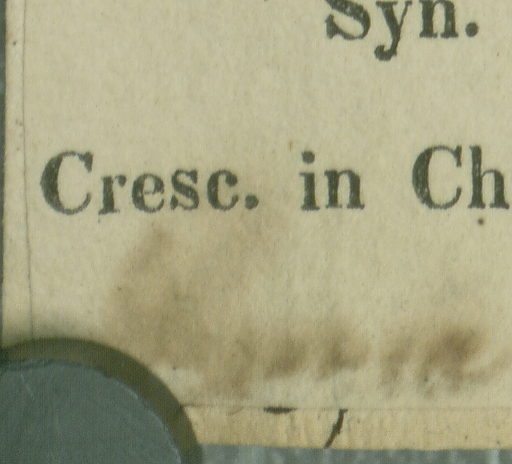 Syn.
Cresc. in Ch